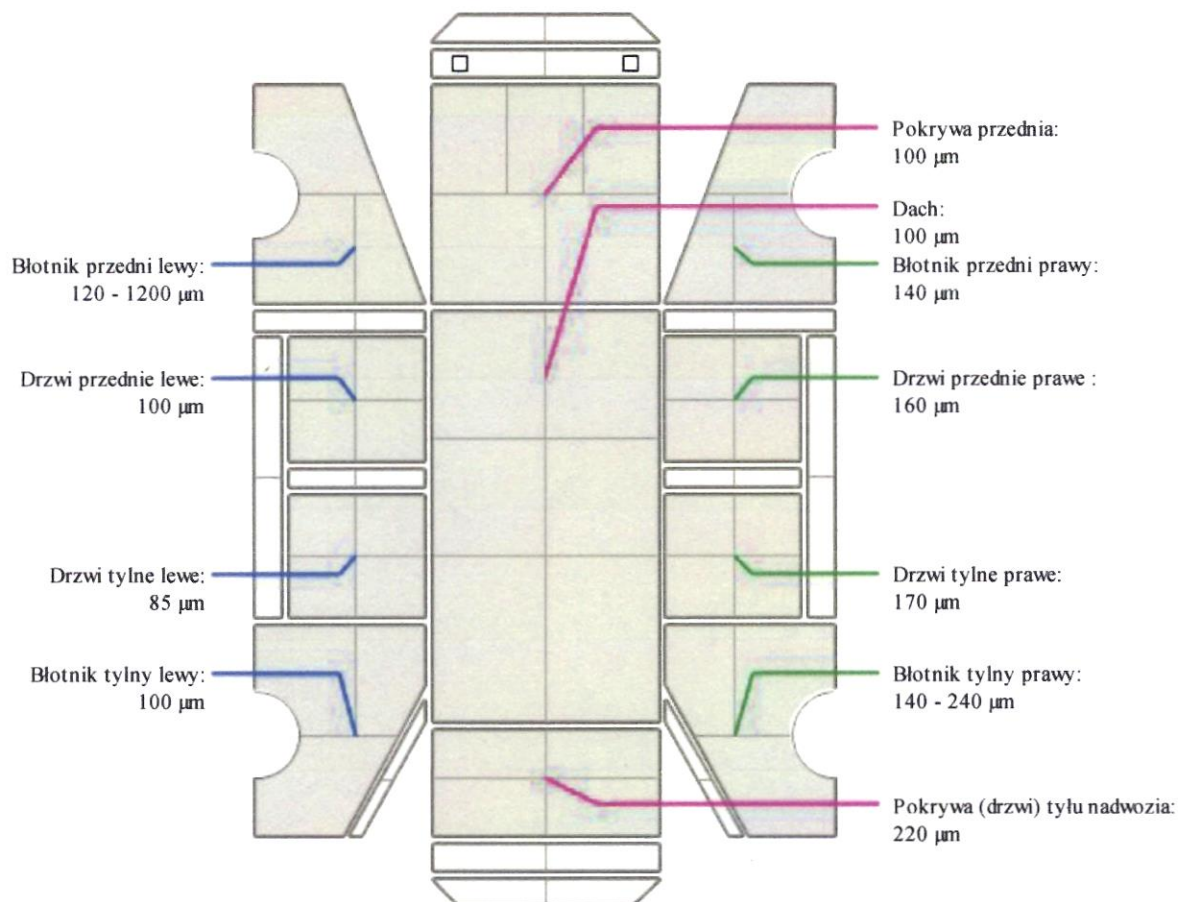 Pokrywa przednia:
100 μm
Dach:
100 μm
Błotnik przedni lewy:
120 - 1200 μm
Błotnik przedni prawy:
140 μm
Drzwi przednie lewe:
100 μm
Drzwi przednie prawe :
160 μm
Drzwi tylne lewe:
85 μm
Drzwi tylne prawe:
170 μm
Błotnik tylny lewy:
100 μm
Błotnik tylny prawy:
140 - 240 μm
Pokrywa (drzwi) tyłu nadwozia:
220 μm